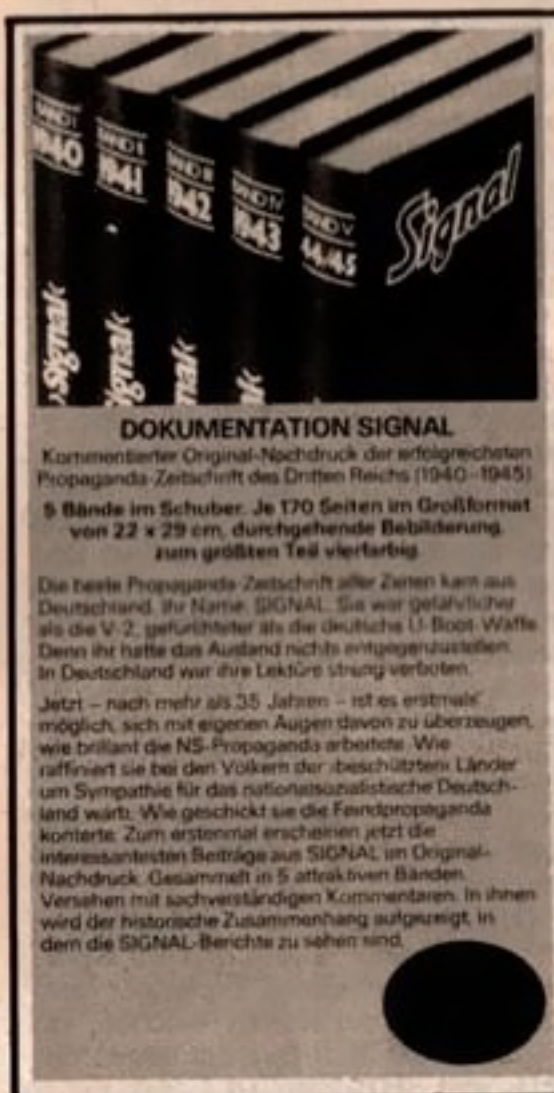 BAND I
1940
BAND II
1941
BAND III
1942
BAND IV
1943
BAND V
44/45
Signal
›Signal‹
Signal‹
gnal‹
al‹
DOKUMENTATION SIGNAL
Kommentierter Original-Nachdruck der erfolgreichsten
Propaganda-Zeitschrift des Dritten Reichs (1940–1945)
5 Bände im Schuber. Je 170 Seiten im Großformat
von 22 x 29 cm, durchgehende Bebilderung,
zum größten Teil vierfarbig.
Die beste Propaganda-Zeitschrift aller Zeiten kam aus
Deutschland. Ihr Name: SIGNAL. Sie war gefährlicher
als die V-2, gefürchteter als die deutsche U-Boot-Waffe.
Denn ihr hatte das Ausland nichts entgegenzustellen.
In Deutschland war ihre Lektüre streng verboten.
Jetzt – nach mehr als 35 Jahren – ist es erstmals
möglich, sich mit eigenen Augen davon zu überzeugen,
wie brillant die NS-Propaganda arbeitete. Wie
raffiniert sie bei den Völkern der ›beschützten‹ Länder
um Sympathie für das nationalsozialistische Deutsch-
land warb. Wie geschickt sie die Feindpropaganda
konterte. Zum erstenmal erscheinen jetzt die
interessantesten Beiträge aus SIGNAL im Original-
Nachdruck. Gesammelt in 5 attraktiven Bänden.
Versehen mit sachverständigen Kommentaren. In ihnen
wird der historische Zusammenhang aufgezeigt, in
dem die SIGNAL-Berichte zu sehen sind.